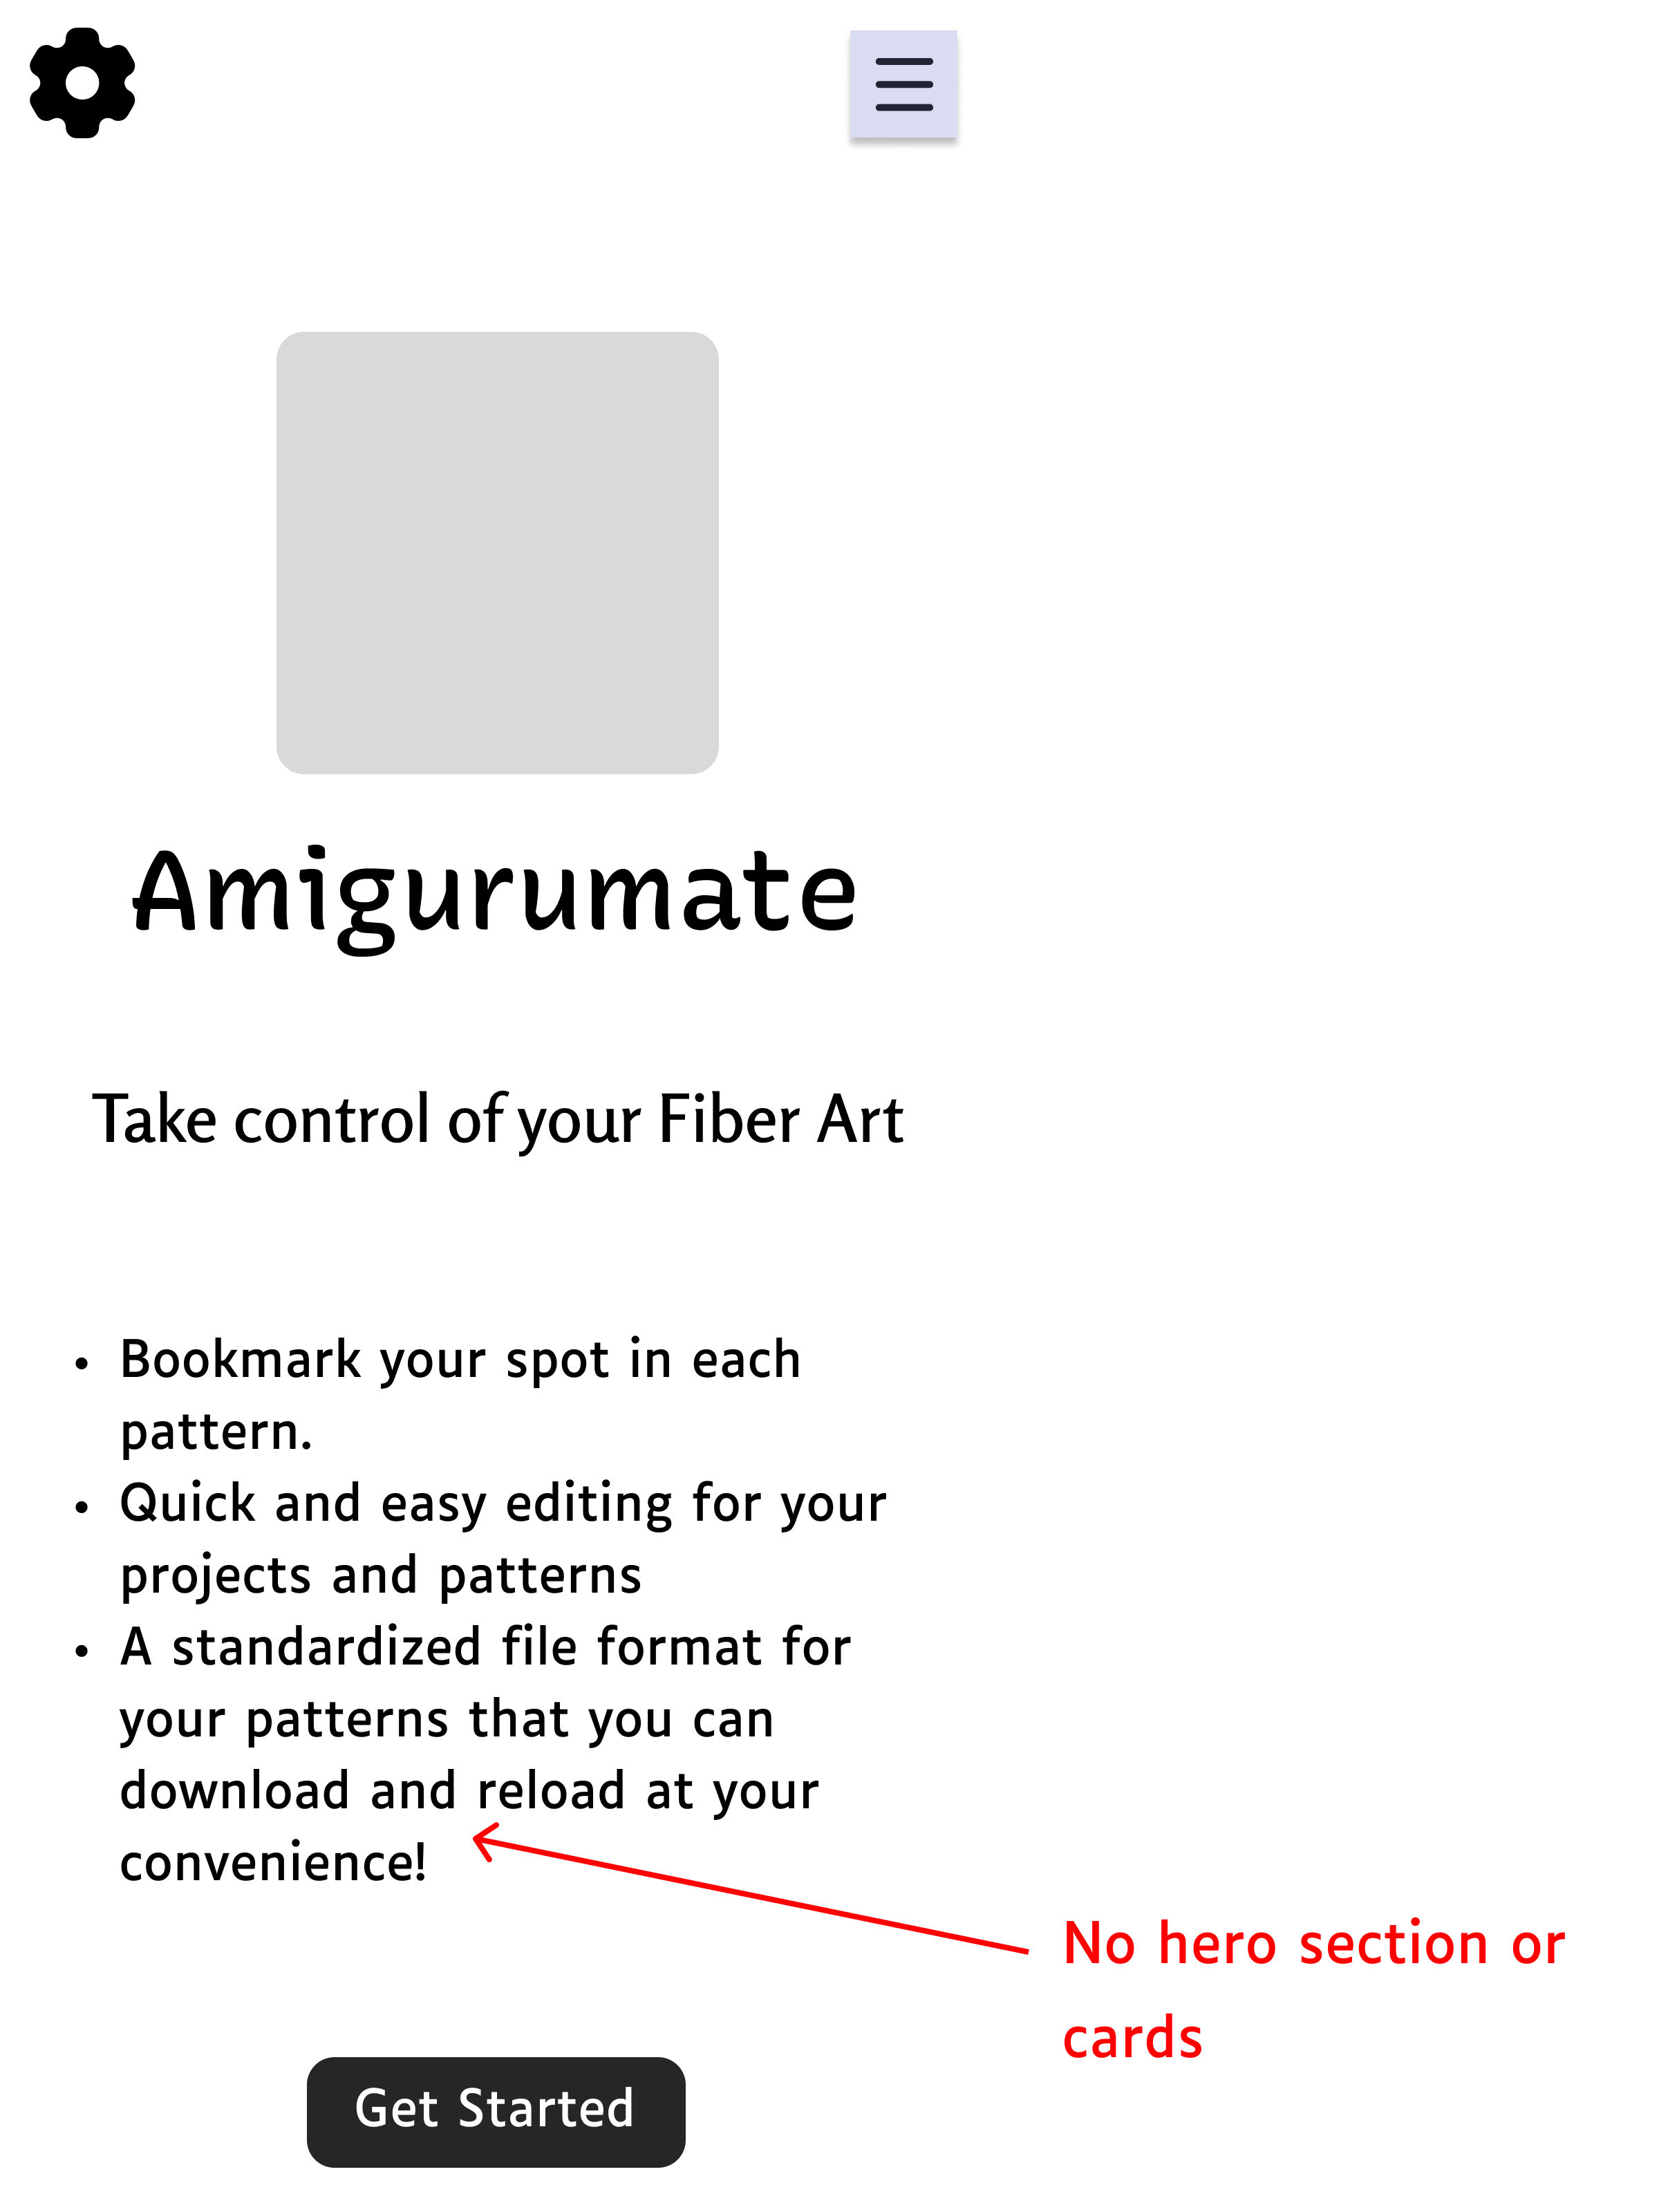 Amigurumate
Take control of your Fiber Art
• Bookmark your spot in each
pattern.
• Quick and easy editing for your
projects and patterns
• A standardized file format for
your patterns that you can
download and reload at your
convenience!
No hero section or
cards
Get Started